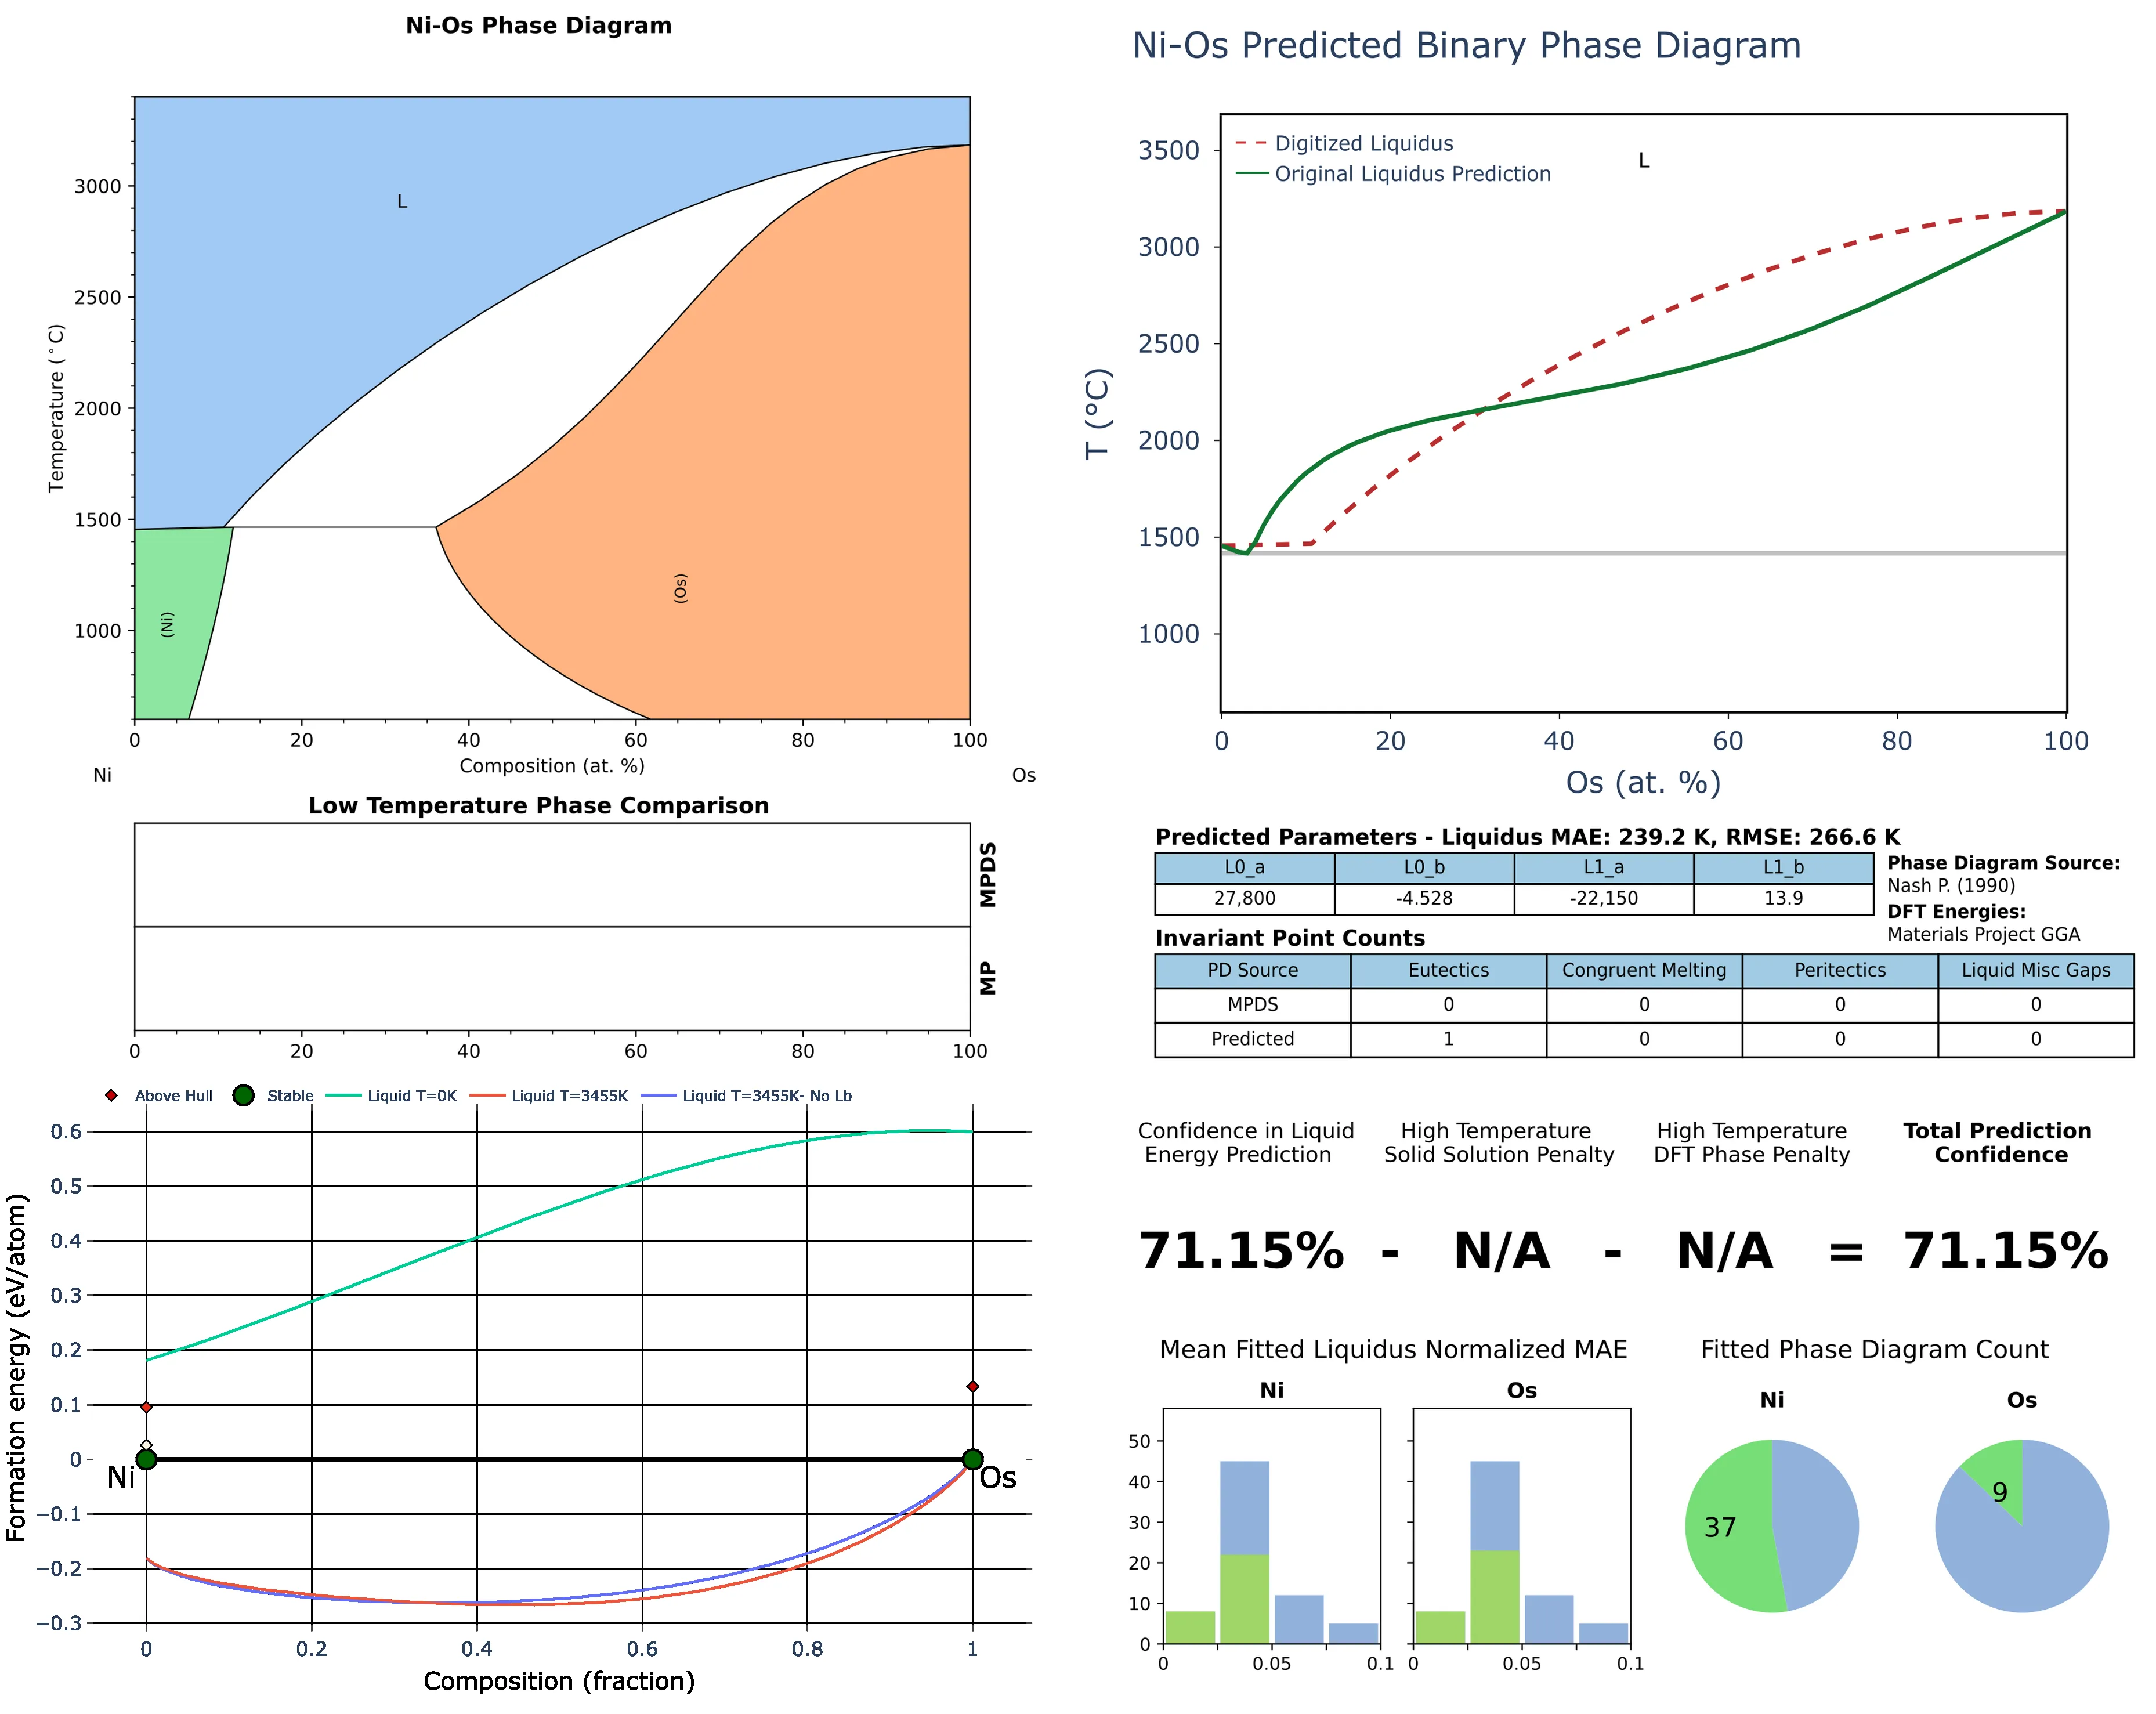 Ni-Os Phase Diagram
3000
2500
2000
1500
1000
Temperature (°C)
L
(Ni)
(Os)
0 20 40 60 80 100
Composition (at. %)
Ni Os
Low Temperature Phase Comparison
MPDS
MP
0 20 40 60 80 100
Above Hull Stable Liquid T=0K Liquid T=3455K Liquid T=3455K- No Lb
0.6
0.5
0.4
0.3
0.2
0.1
0
−0.1
−0.2
−0.3
Formation energy (eV/atom)
Ni Os
0 0.2 0.4 0.6 0.8 1
Composition (fraction)
Ni-Os Predicted Binary Phase Diagram
Digitized Liquidus
Original Liquidus Prediction
L
3500
3000
2500
2000
1500
1000
T (°C)
0 20 40 60 80 100
Os (at. %)
Predicted Parameters - Liquidus MAE: 239.2 K, RMSE: 266.6 K
L0_a L0_b L1_a L1_b
27,800 -4.528 -22,150 13.9
Phase Diagram Source:
Nash P. (1990)
DFT Energies:
Materials Project GGA
Invariant Point Counts
PD Source Eutectics Congruent Melting Peritectics Liquid Misc Gaps
MPDS 0 0 0 0
Predicted 1 0 0 0
Confidence in Liquid High Temperature High Temperature Total Prediction
Energy Prediction Solid Solution Penalty DFT Phase Penalty Confidence
71.15% - N/A - N/A = 71.15%
Mean Fitted Liquidus Normalized MAE
Ni Os
50
40
30
20
10
0
0 0.05 0.1 0 0.05 0.1
Fitted Phase Diagram Count
Ni Os
37 9